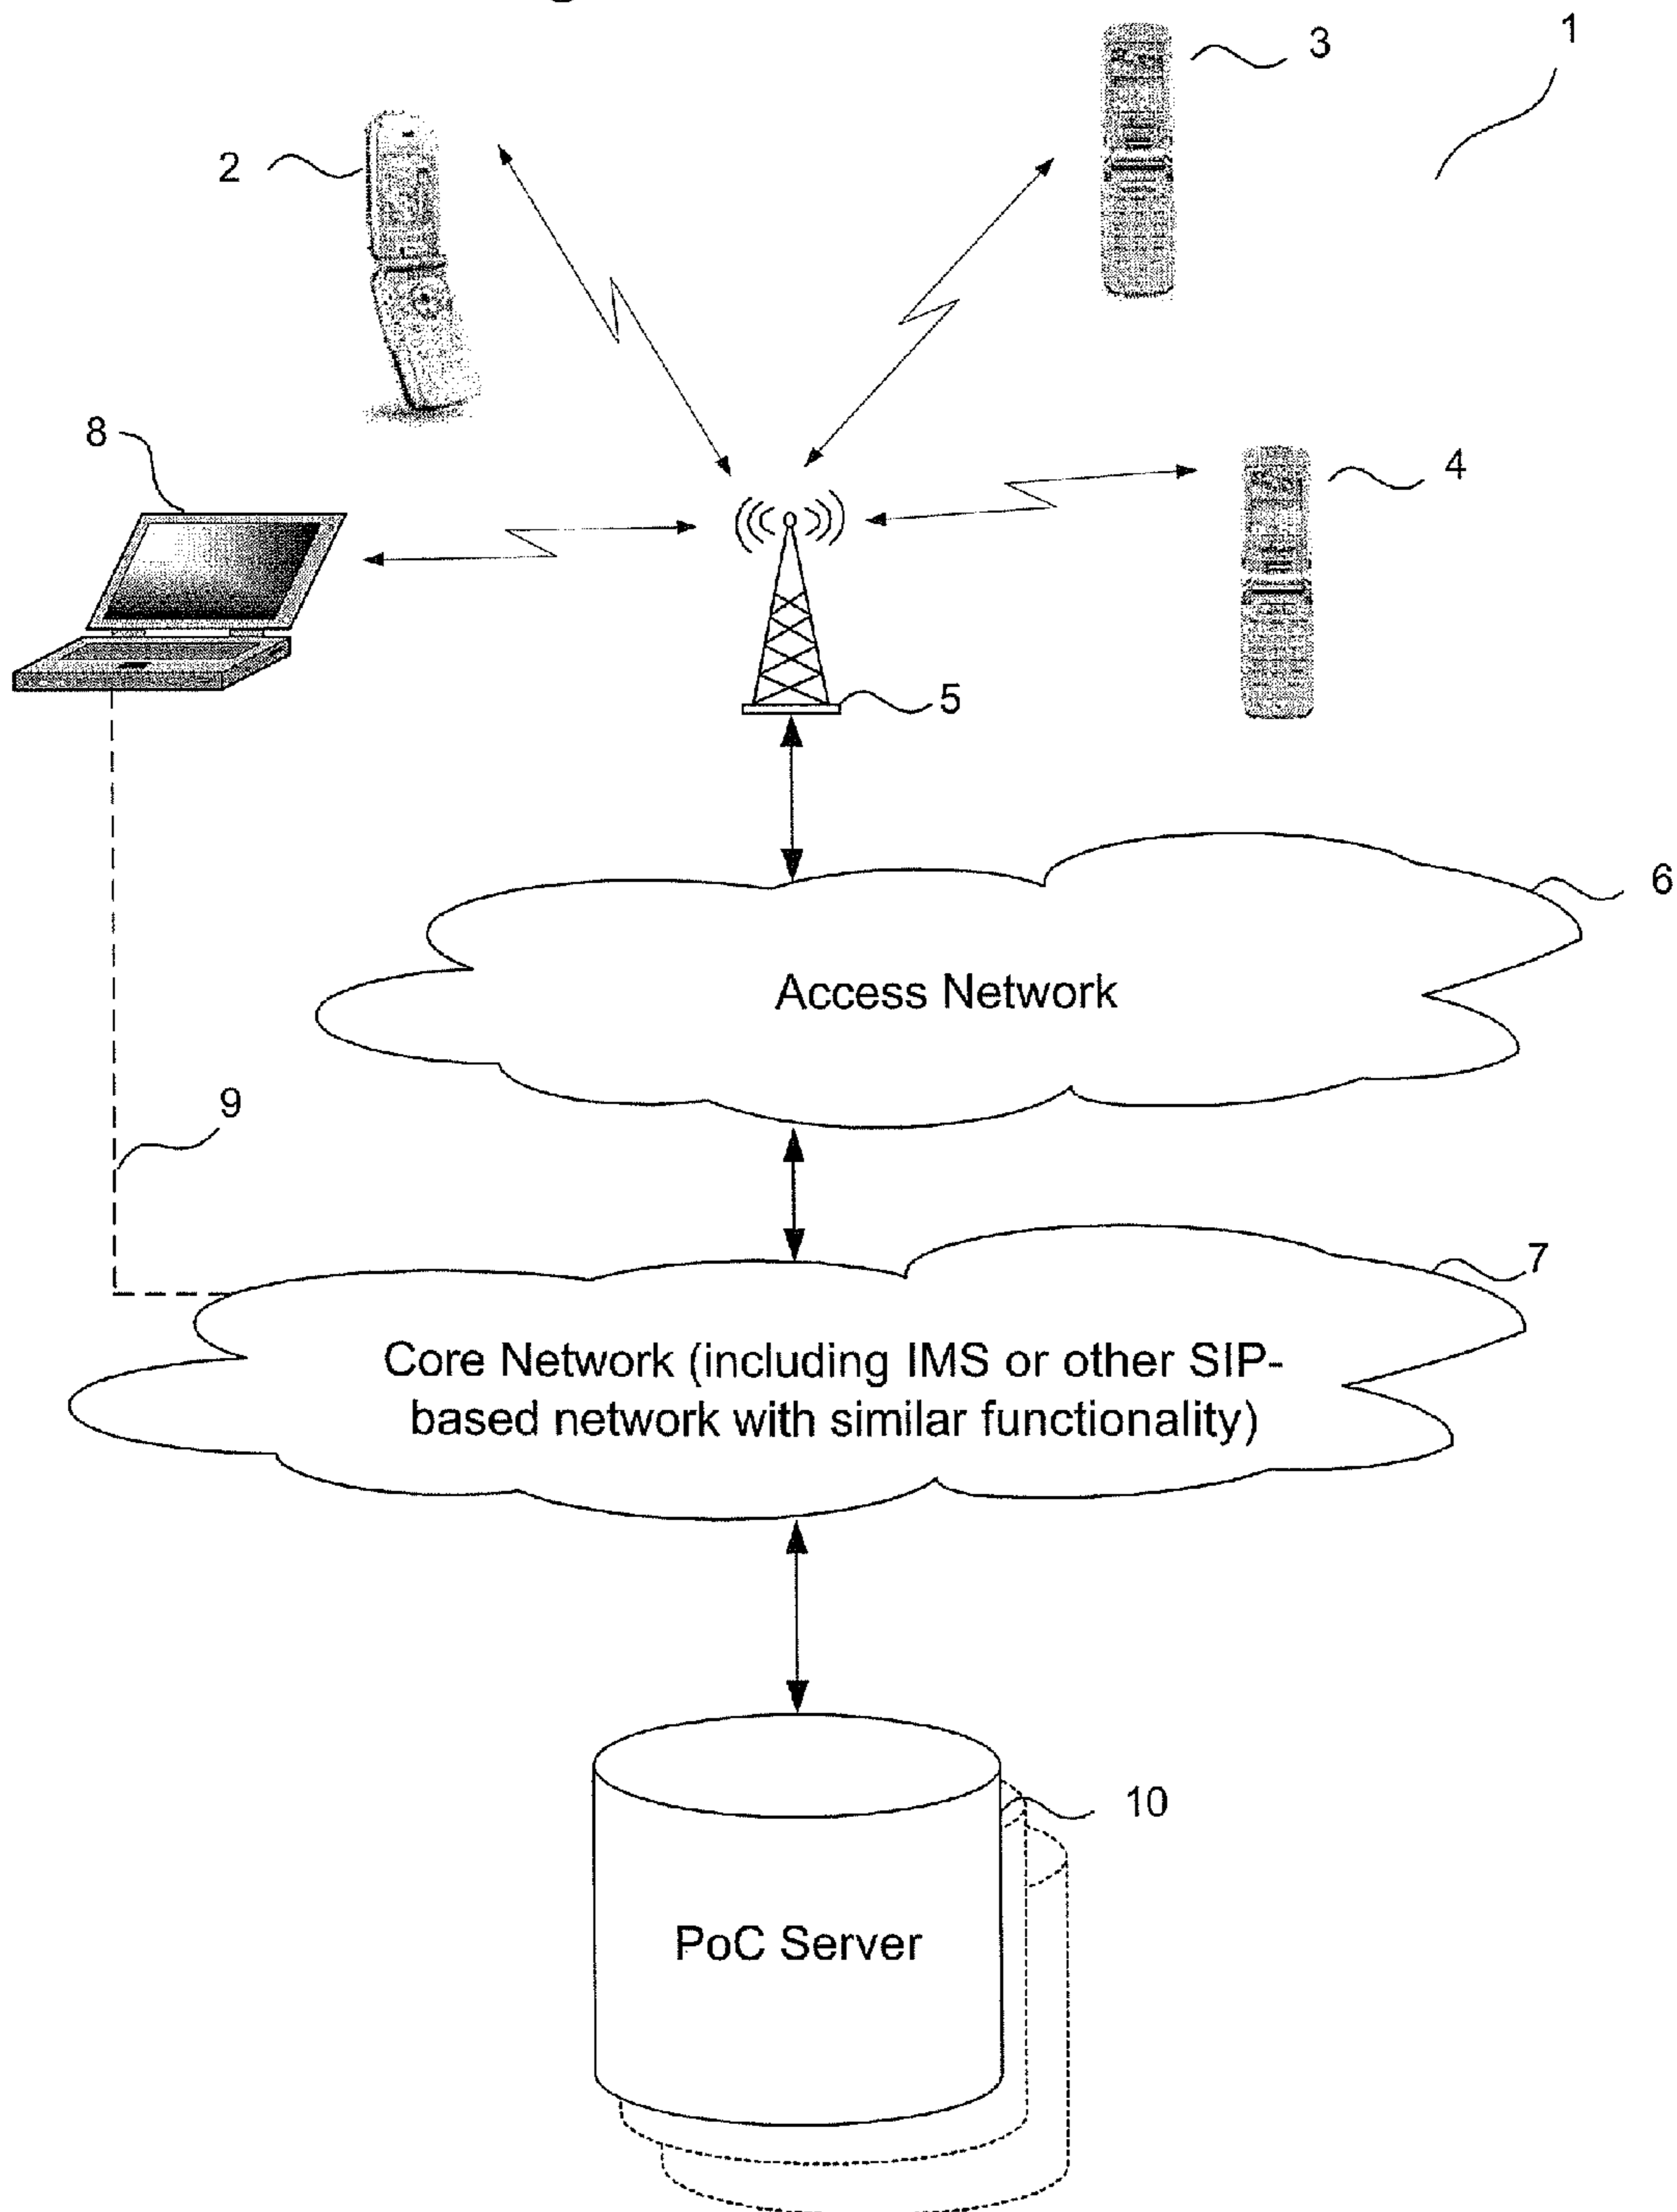 3
1
2
4
8
5
6
Access Network
9
7
Core Network (including IMS or other SIP-
based network with similar functionality)
10
PoC Server